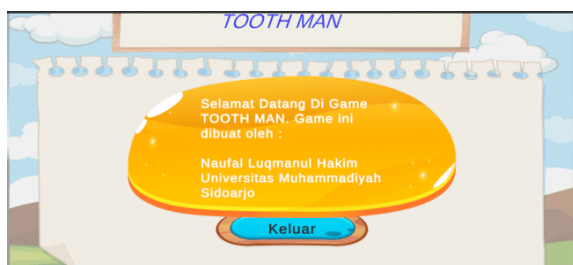 TOOTH MAN
Selamat Datang Di Game
TOOTH MAN. Game ini
dibuat oleh :
Naufal Luqmanul Hakim
Universitas Muhammadiyah
Sidoarjo
Keluar